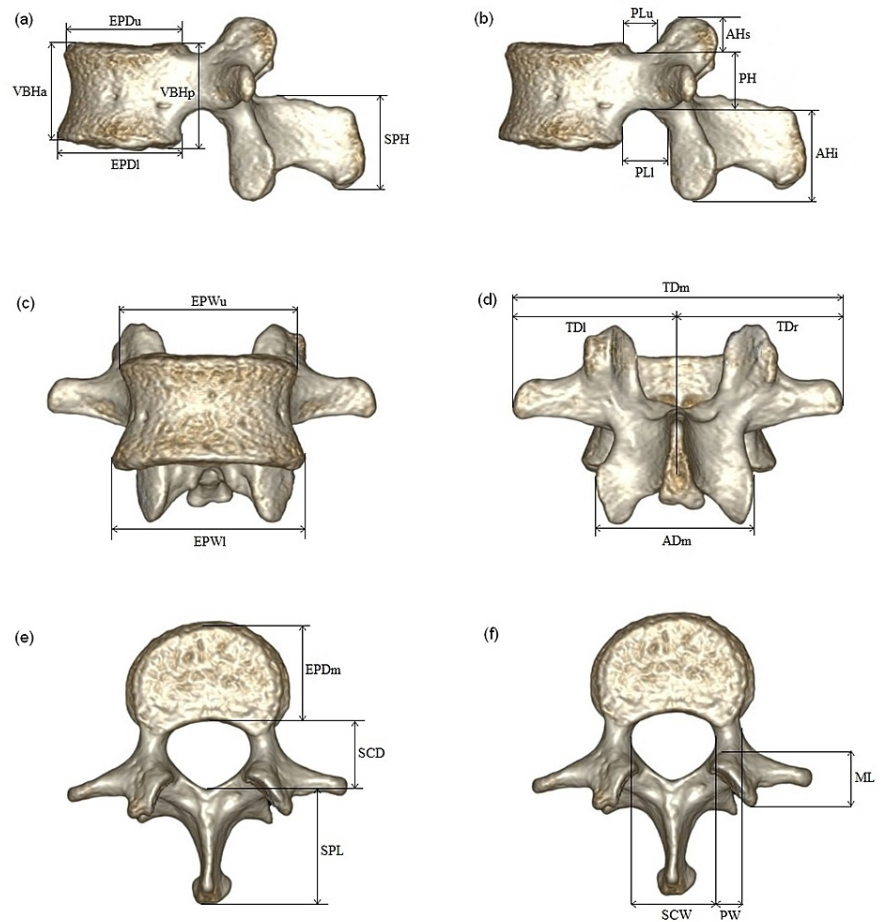 (a)
EPDu
VBHa
VBHp
SPH
EPDl
(b)
PLu
AHs
PH
AHi
PLl
(c)
EPWu
EPWl
(d)
TDm
TDl
TDr
ADm
(e)
EPDm
SCD
SPL
(f)
ML
SCW
PW